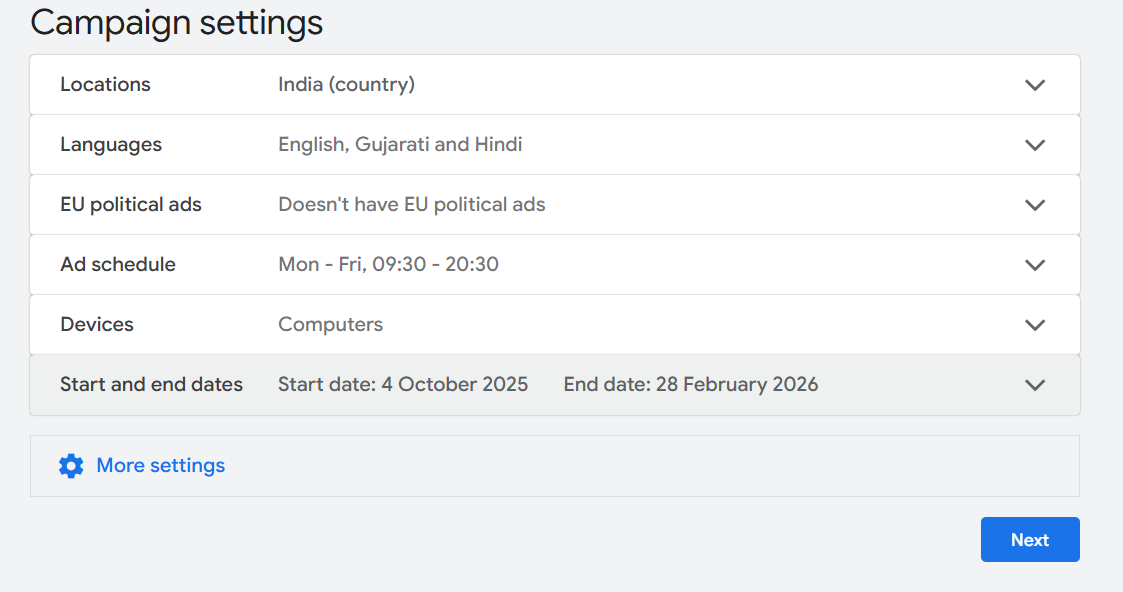 Campaign settings
Locations India (country)
Languages English, Gujarati and Hindi
EU political ads Doesn't have EU political ads
Ad schedule Mon - Fri, 09:30 - 20:30
Devices Computers
Start and end dates Start date: 4 October 2025 End date: 28 February 2026
More settings
Next